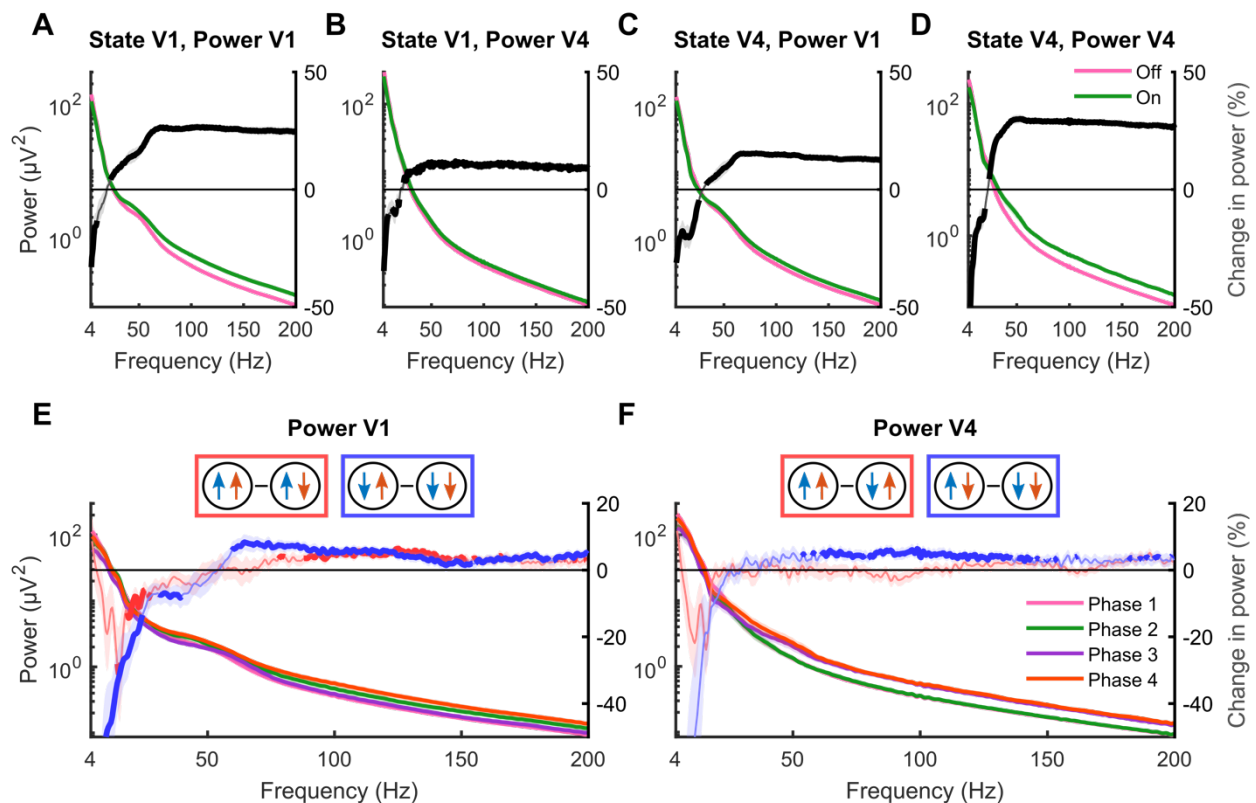 A
State V1, Power V1
B
State V1, Power V4
C
State V4, Power V1
D
State V4, Power V4
Power (µV²)
10²
10⁰
4 50 100 150 200
Frequency (Hz)
50
0
-50
10²
10⁰
4 50 100 150 200
Frequency (Hz)
50
0
-50
10²
10⁰
4 50 100 150 200
Frequency (Hz)
50
0
-50
10²
10⁰
Off
On
4 50 100 150 200
Frequency (Hz)
50
0
-50
Change in power (%)
E
Power V1
Power (µV²)
10²
10⁰
4 50 100 150 200
Frequency (Hz)
20
0
-20
-40
F
Power V4
10²
10⁰
Phase 1
Phase 2
Phase 3
Phase 4
4 50 100 150 200
Frequency (Hz)
20
0
-20
-40
Change in power (%)